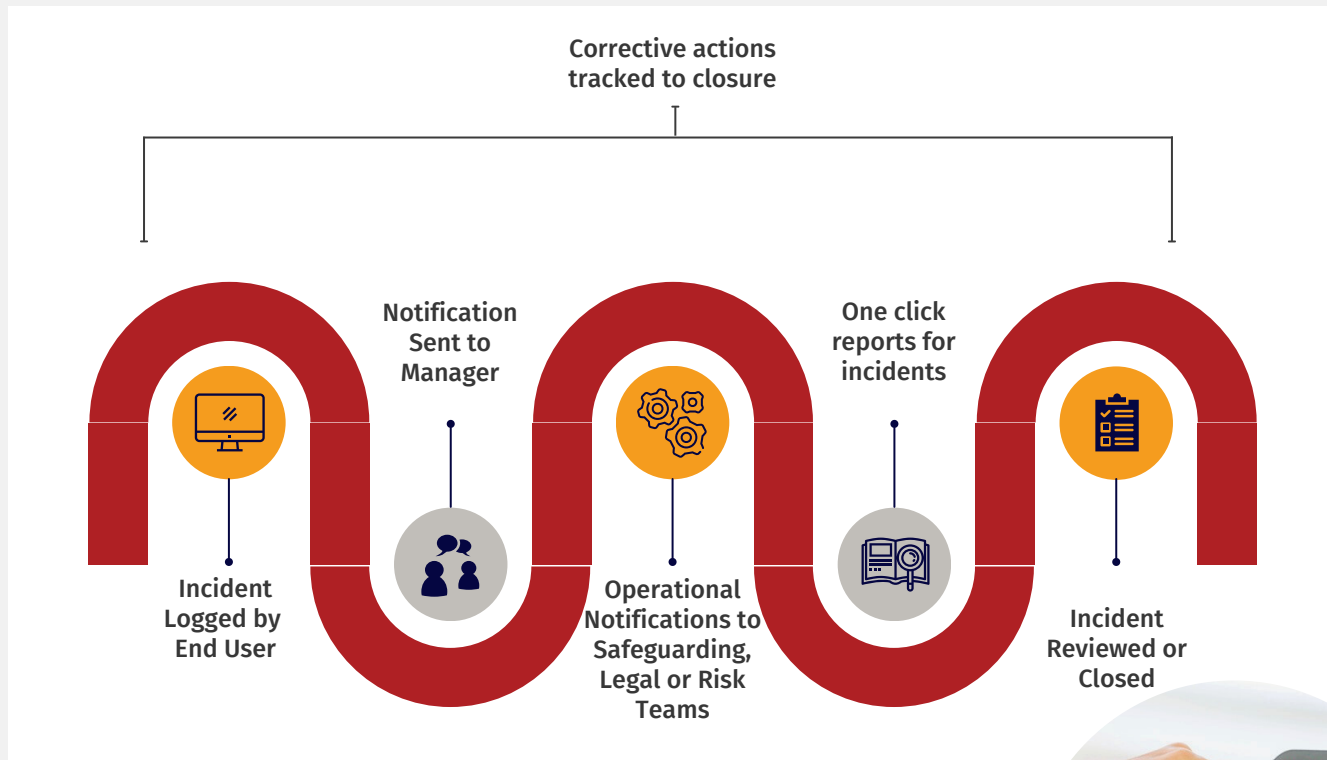 Corrective actions
tracked to closure
Incident
Logged by
End User
Notification
Sent to
Manager
Operational
Notifications to
Safeguarding,
Legal or Risk
Teams
One click
reports for
incidents
Incident
Reviewed or
Closed